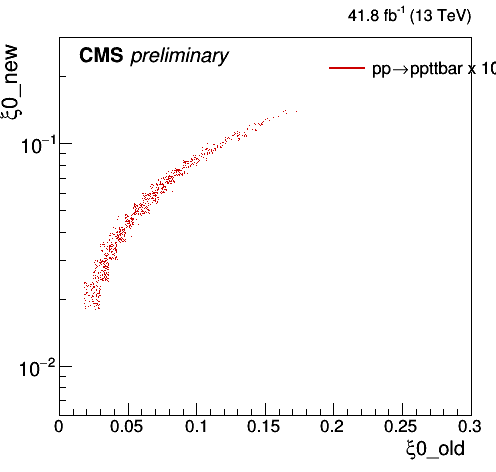 41.8 fb⁻¹ (13 TeV)
CMS preliminary
pp→ppttbar x 10
ξ0_new
10⁻¹
10⁻²
0 0.05 0.1 0.15 0.2 0.25 0.3
ξ0_old